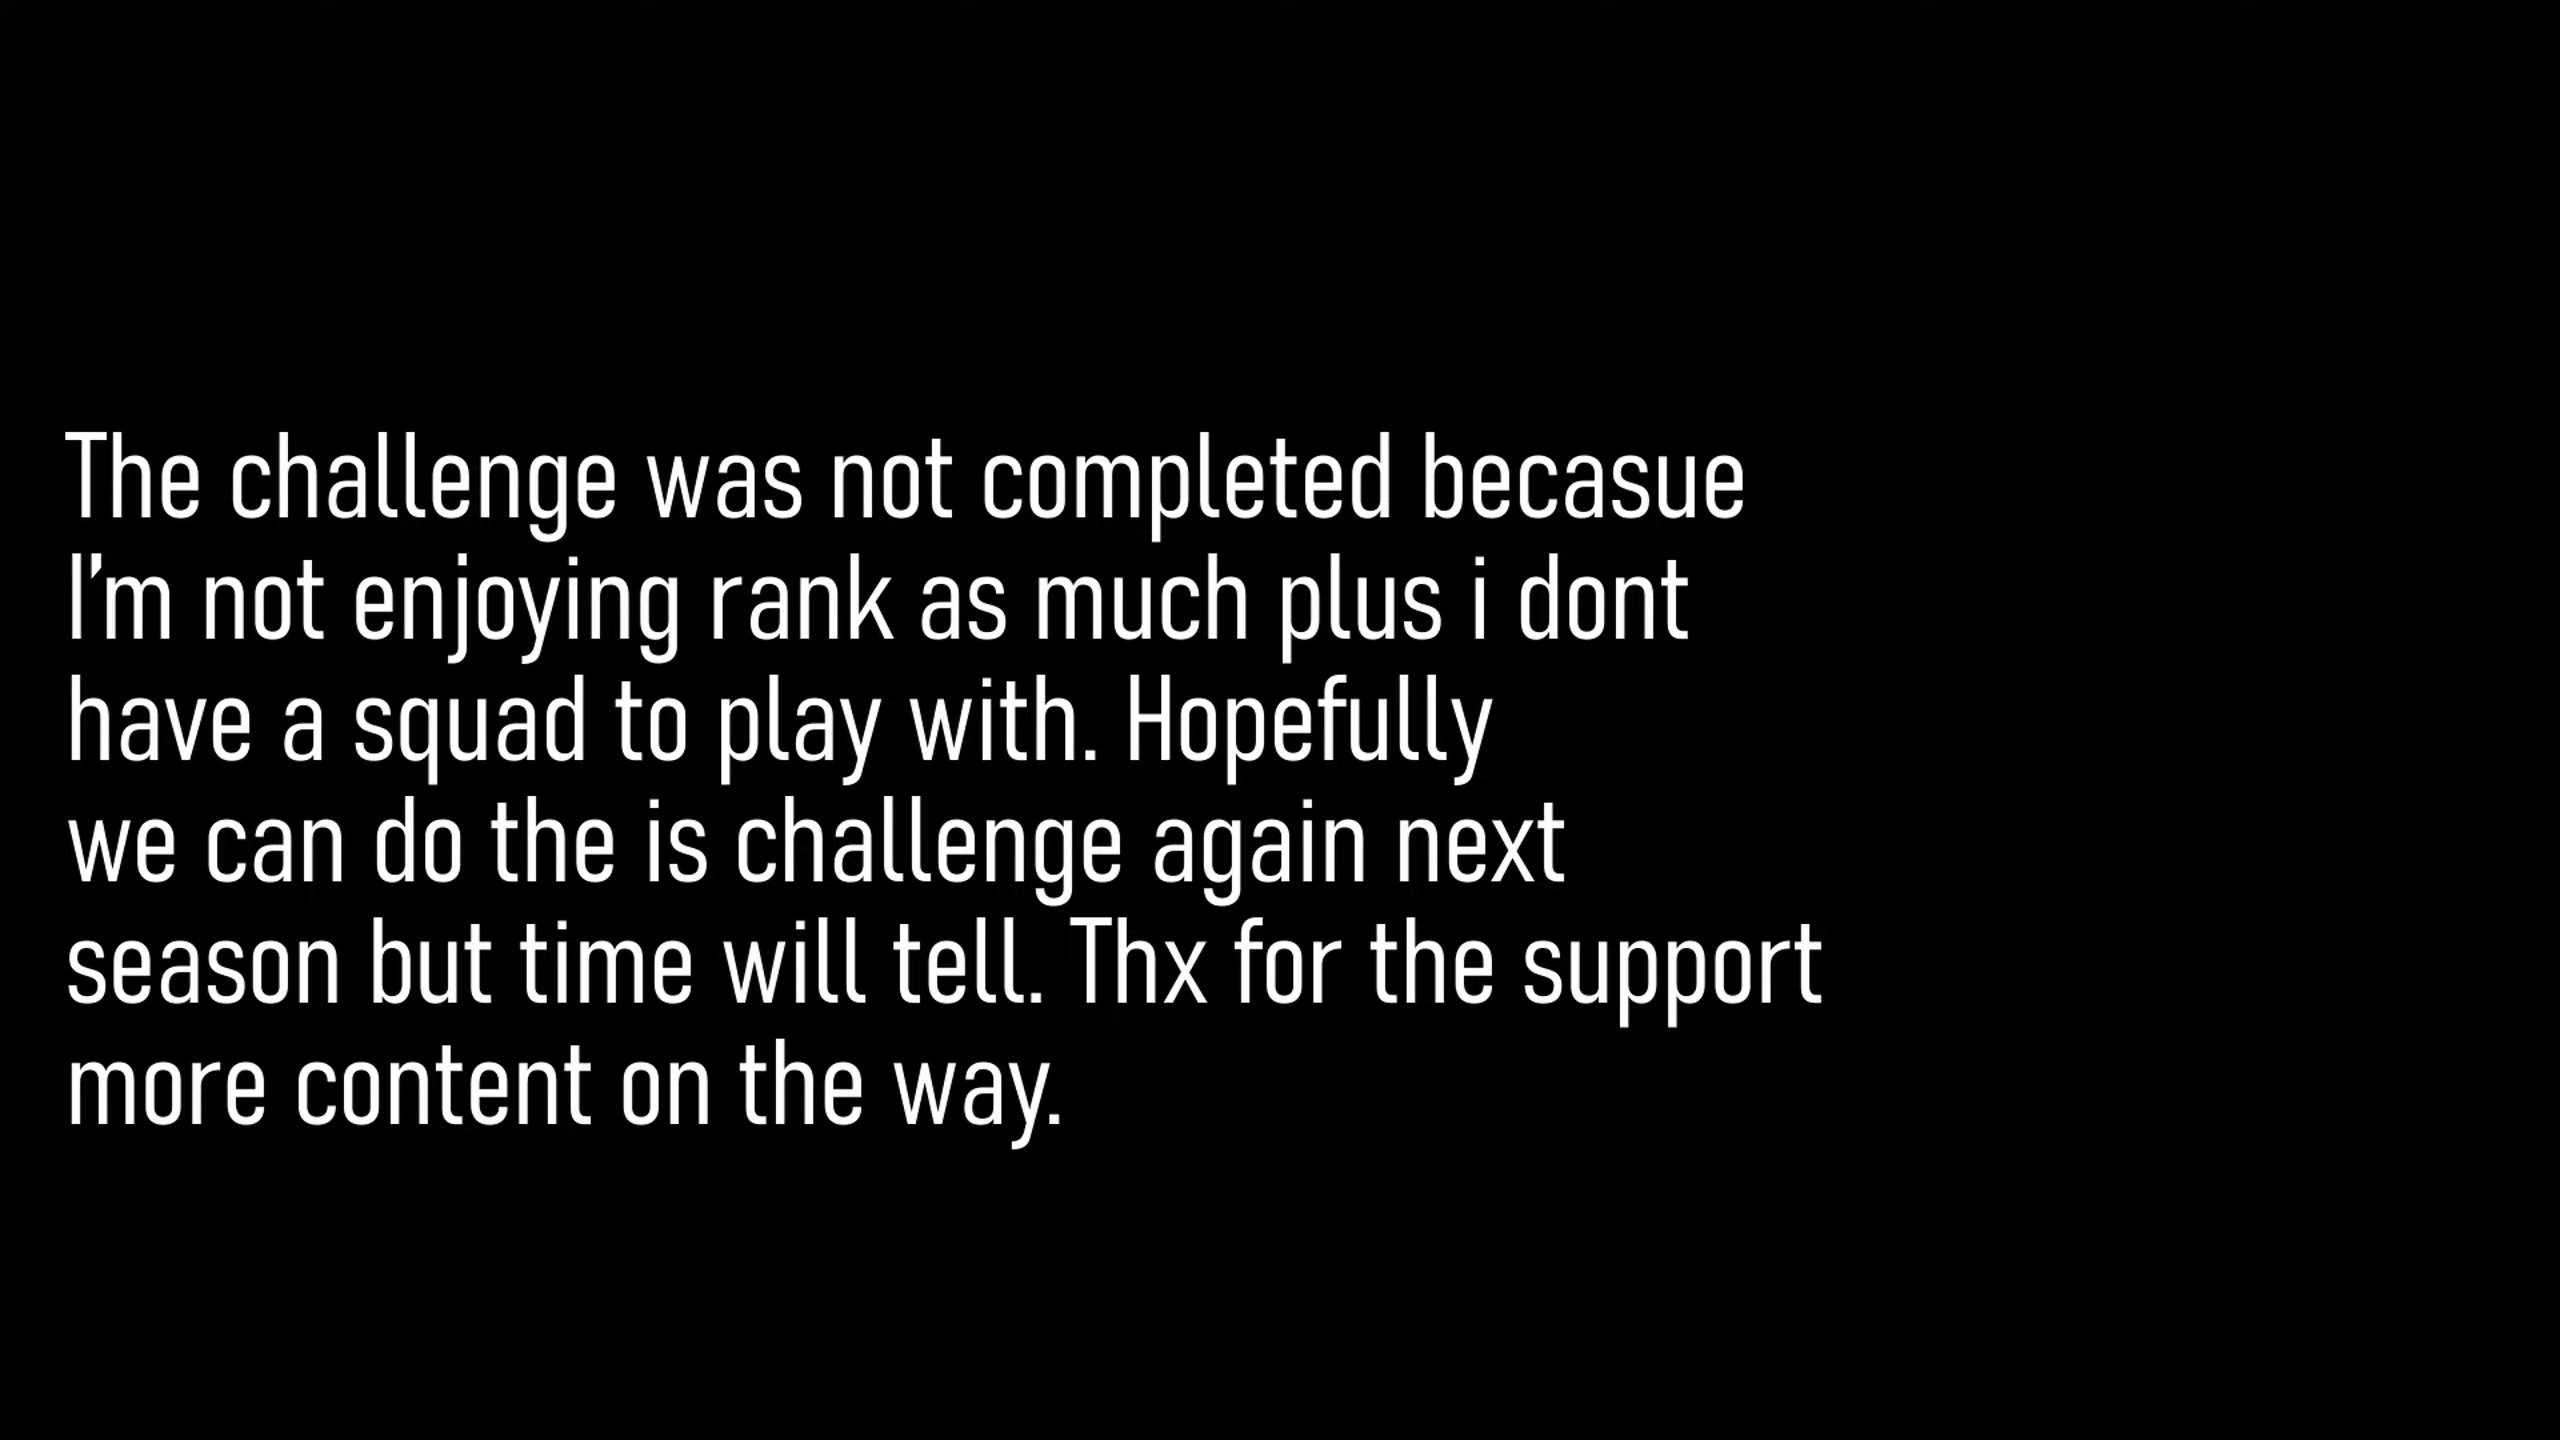 The challenge was not completed becasue
I'm not enjoying rank as much plus i dont
have a squad to play with. Hopefully
we can do the is challenge again next
season but time will tell. Thx for the support
more content on the way.